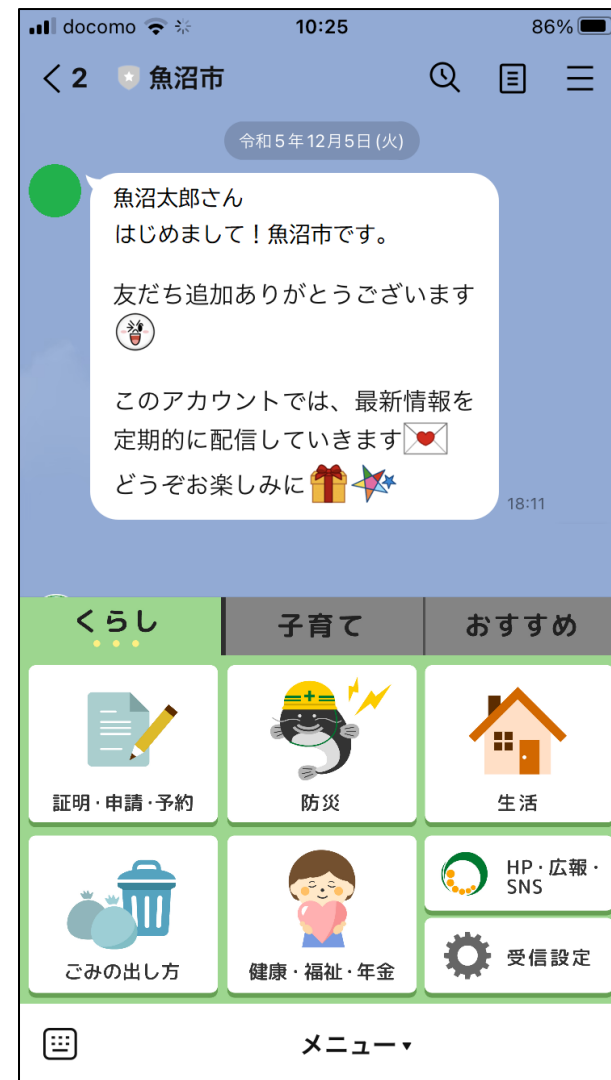 docomo 10:25 86%
2 魚沼市
令和5年12月5日(火)
魚沼太郎さん
はじめまして！魚沼市です。
友だち追加ありがとうございます
このアカウントでは、最新情報を
定期的に配信していきます
どうぞお楽しみに
18:11
くらし 子育て おすすめ
証明・申請・予約 防災 生活
HP・広報・
SNS
ごみの出し方 健康・福祉・年金 受信設定
メニュー▾